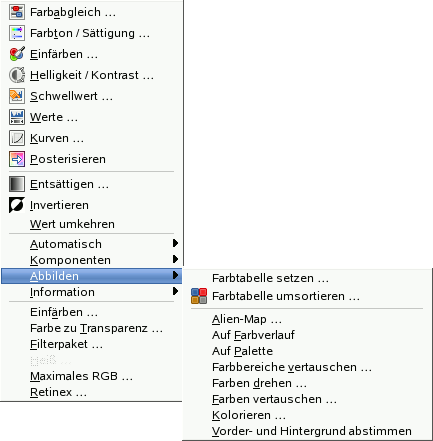 Farbabgleich ...
Farbton / Sättigung ...
Einfärben ...
Helligkeit / Kontrast ...
Schwellwert ...
Werte ...
Kurven ...
Posterisieren
Entsättigen ...
Invertieren
Wert umkehren
Automatisch
Komponenten
Abbilden
Information
Einfärben ...
Farbe zu Transparenz ...
Filterpaket ...
Heiß ...
Maximales RGB ...
Retinex ...
Farbtabelle setzen ...
Farbtabelle umsortieren ...
Alien-Map ...
Auf Farbverlauf
Auf Palette
Farbbereiche vertauschen ...
Farben drehen ...
Farben vertauschen ...
Kolorieren ...
Vorder- und Hintergrund abstimmen